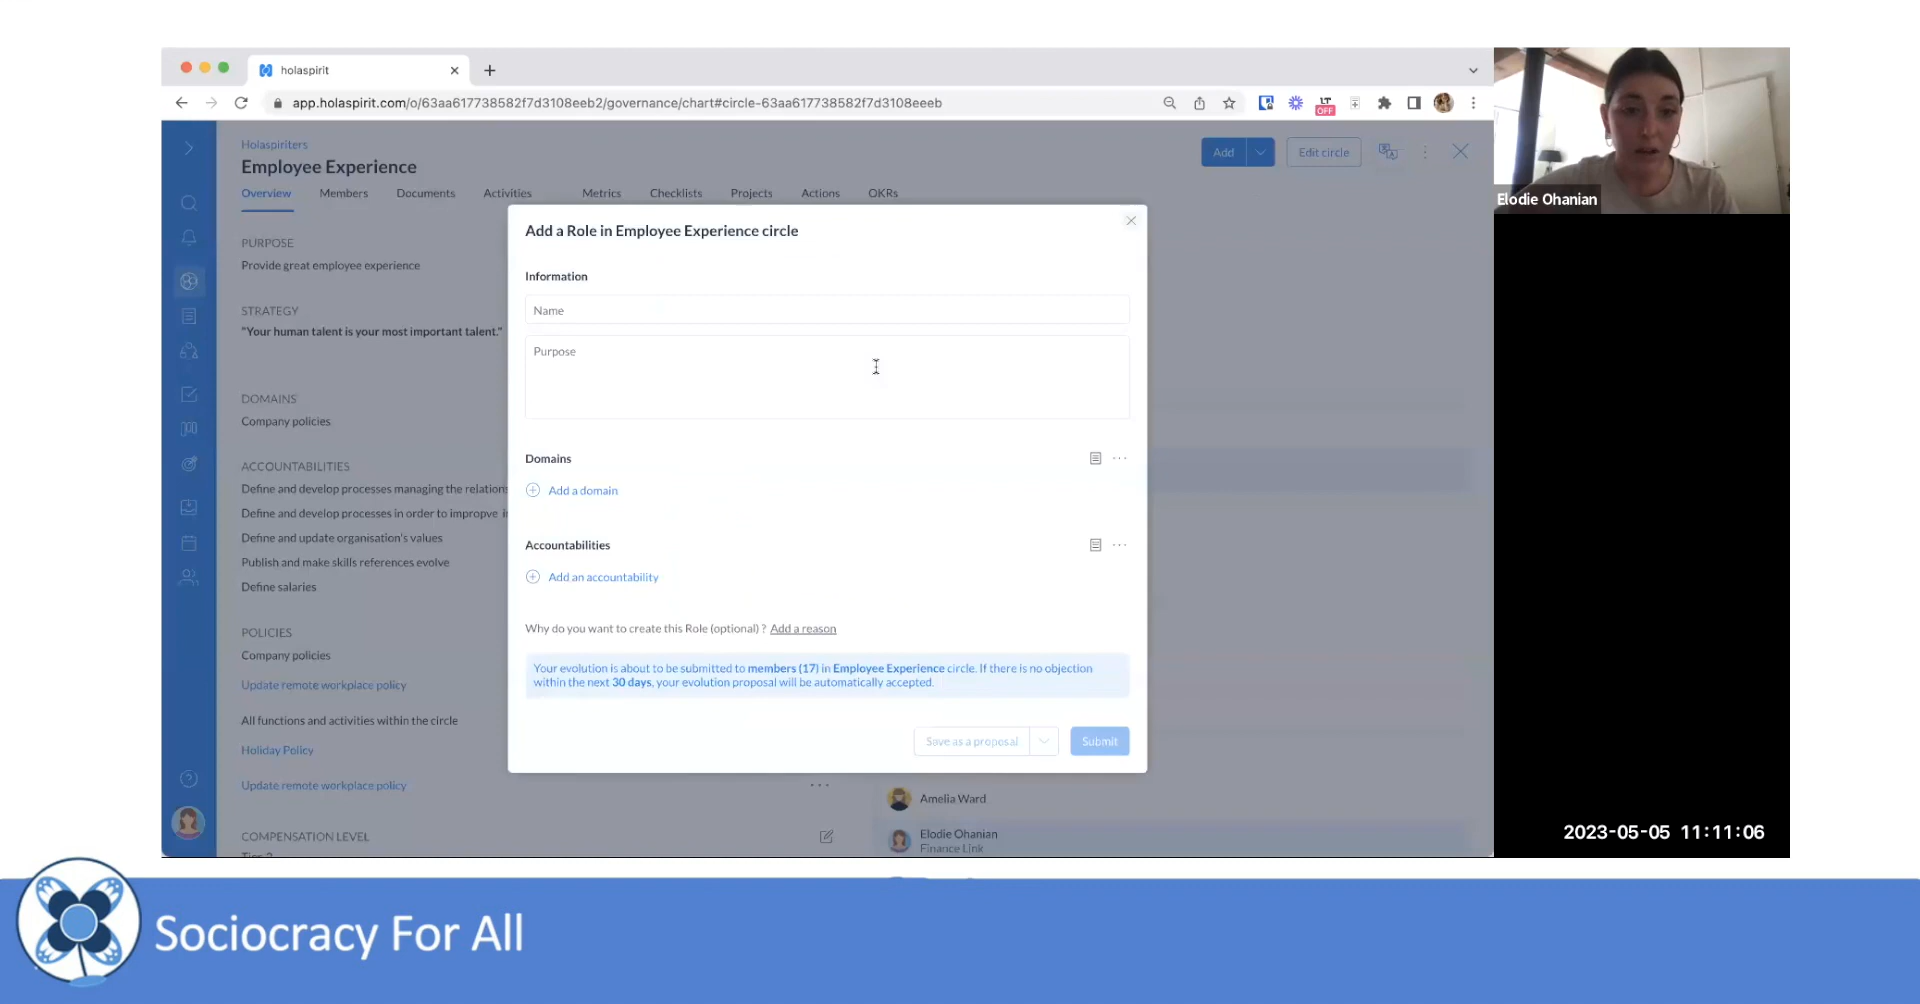 holaspirit
app.holaspirit.com/o/63aa617738582f7d3108eeb2/governance/chart#circle-63aa617738582f7d3108eeeb
LT
OFF
Holaspiriters
Employee Experience
Add
Edit circle
Overview
Members
Documents
Activities
Metrics
Checklists
Projects
Actions
OKRs
PURPOSE
Provide great employee experience
STRATEGY
"Your human talent is your most important talent."
DOMAINS
Company policies
ACCOUNTABILITIES
Define and develop processes managing the relation
Define and develop processes in order to impropve i
Define and update organisation's values
Publish and make skills references evolve
Define salaries
POLICIES
Company policies
Update remote workplace policy
All functions and activities within the circle
Holiday Policy
Update remote workplace policy
COMPENSATION LEVEL
Add a Role in Employee Experience circle
Information
Name
Purpose
Domains
Add a domain
Accountabilities
Add an accountability
Why do you want to create this Role (optional) ? Add a reason
Your evolution is about to be submitted to members (17) in Employee Experience circle. If there is no objection
within the next 30 days, your evolution proposal will be automatically accepted.
Save as a proposal
Submit
Amelia Ward
Elodie Ohanian
Finance Link
Elodie Ohanian
2023-05-05 11:11:06
Sociocracy For All